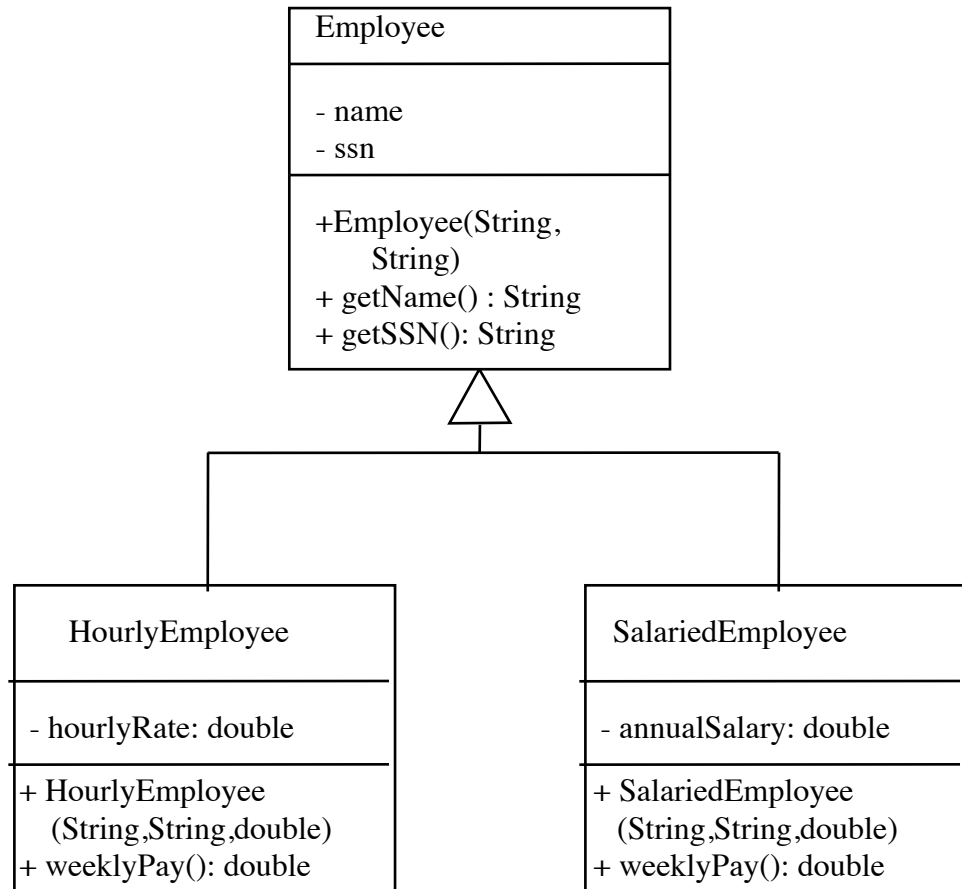 Employee
- name
- ssn
+Employee(String,
String)
+ getName() : String
+ getSSN(): String
HourlyEmployee
- hourlyRate: double
+ HourlyEmployee
(String,String,double)
+ weeklyPay(): double
SalariedEmployee
- annualSalary: double
+ SalariedEmployee
(String,String,double)
+ weeklyPay(): double